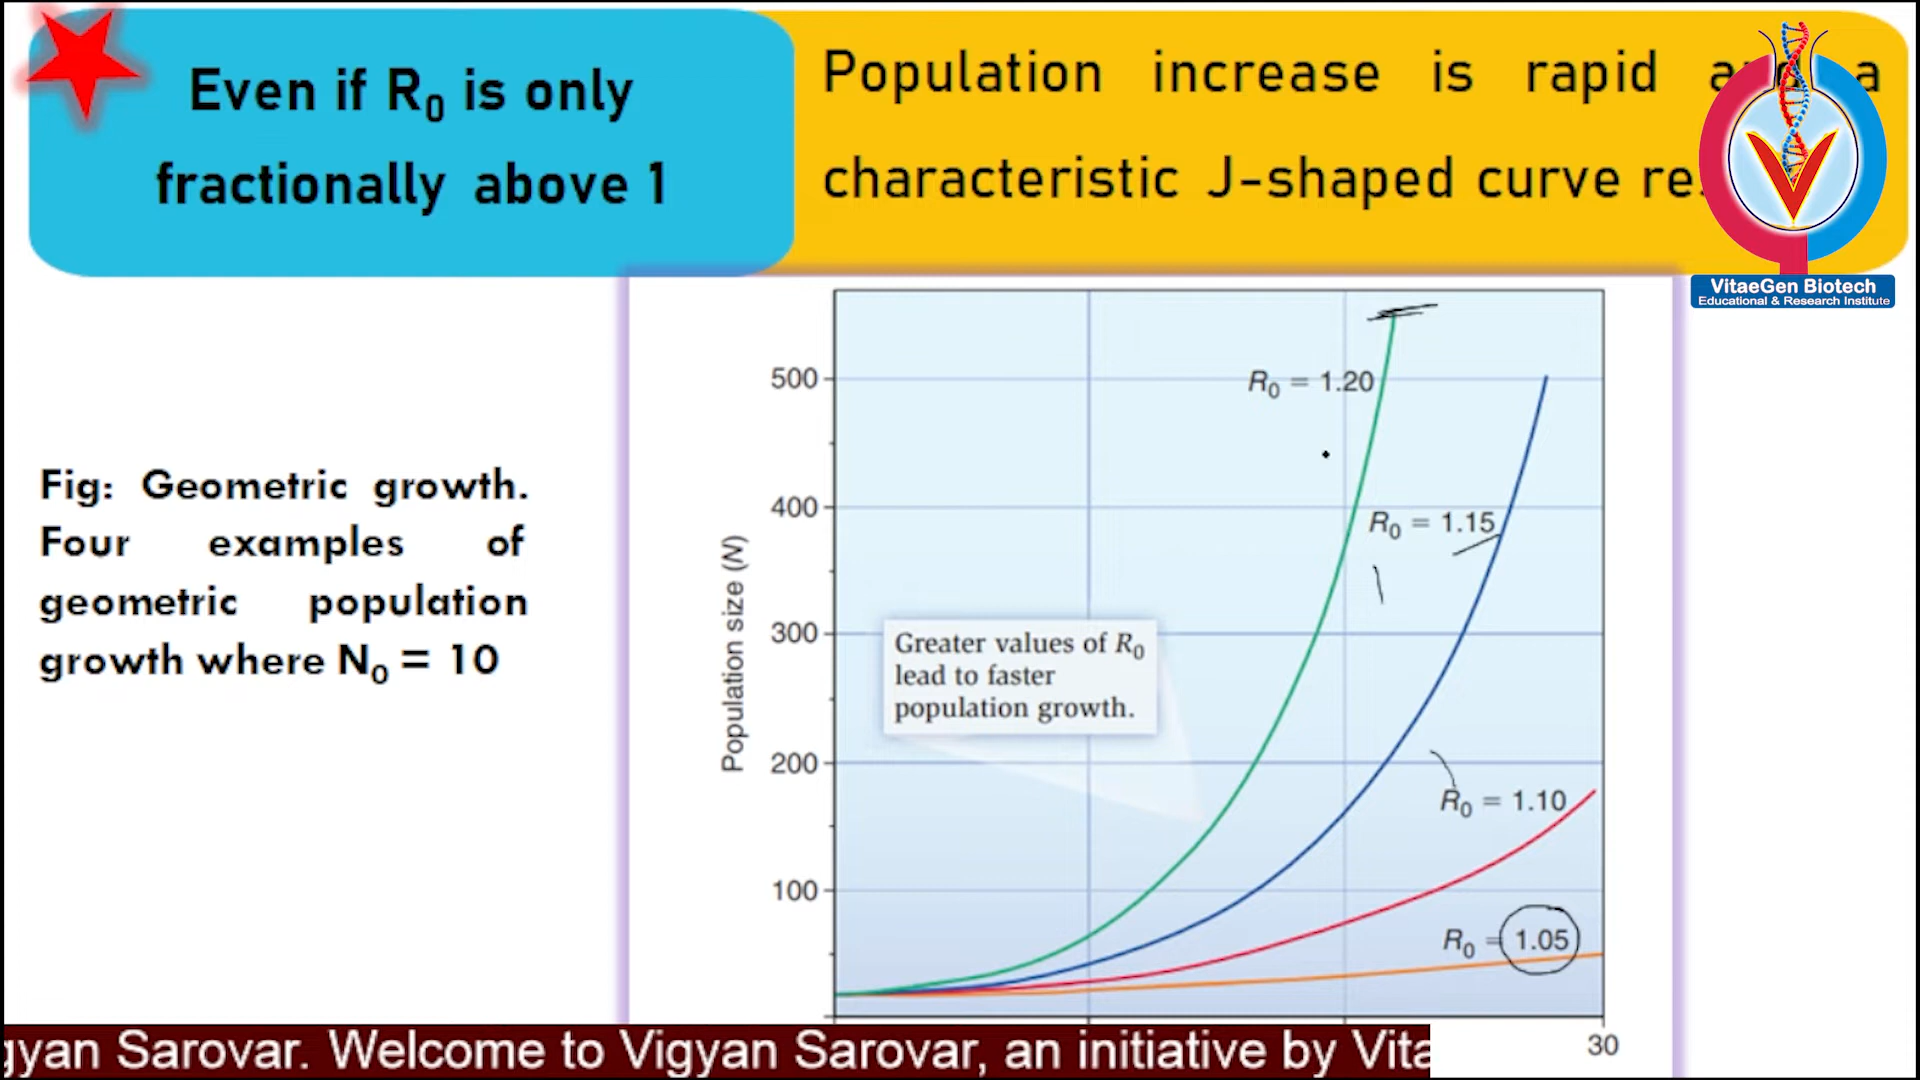 Even if R₀ is only
fractionally above 1
Population increase is rapid a
characteristic J-shaped curve
VitaeGen Biotech
Educational & Research Institute
Fig: Geometric growth.
Four examples of
geometric population
growth where N₀ = 10
Population size (N)
500
400
300
200
100
R₀ = 1.20
R₀ = 1.15
Greater values of R₀
lead to faster
population growth.
R₀ = 1.10
R₀ = 1.05
30
gyan Sarovar. Welcome to Vigyan Sarovar, an initiative by Vita